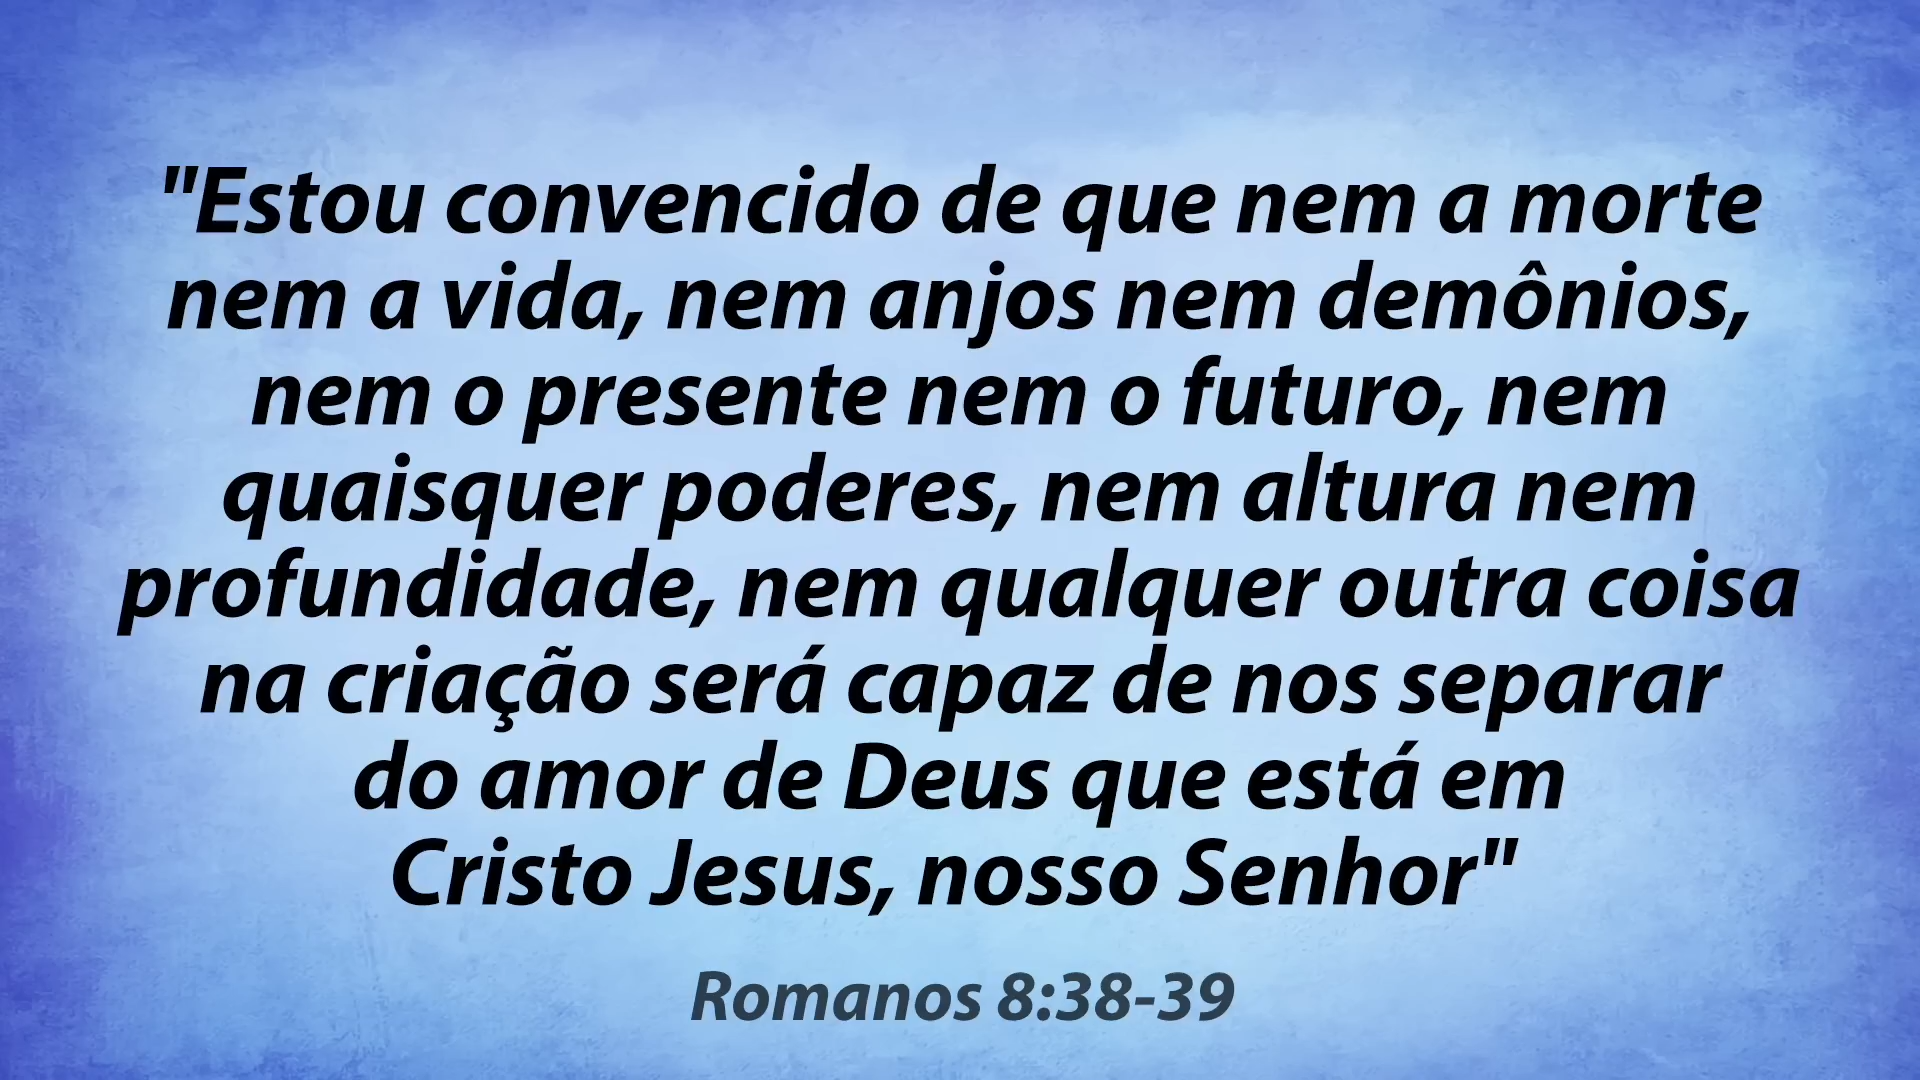 "Estou convencido de que nem a morte
nem a vida, nem anjos nem demônios,
nem o presente nem o futuro, nem
quaisquer poderes, nem altura nem
profundidade, nem qualquer outra coisa
na criação será capaz de nos separar
do amor de Deus que está em
Cristo Jesus, nosso Senhor"
Romanos 8:38-39